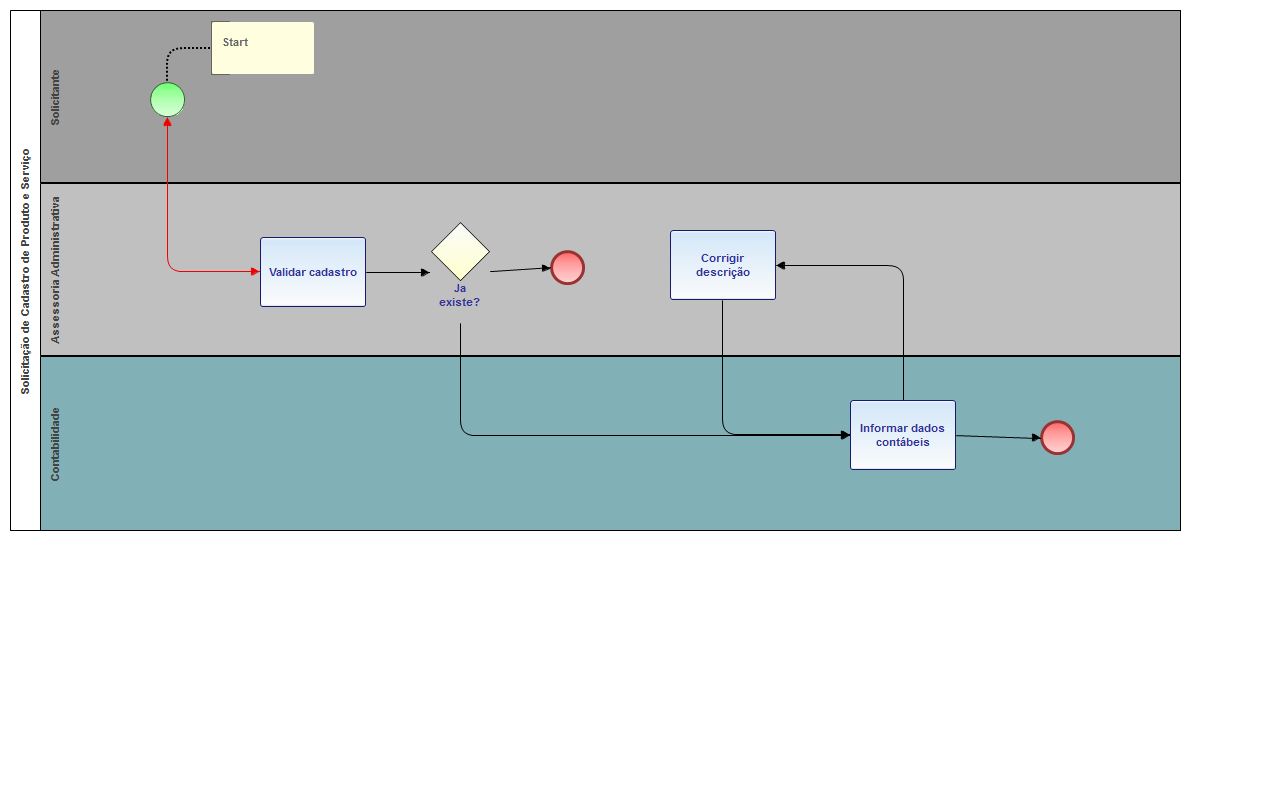 Solicitação de Cadastro de Produto e Serviço
Solicitante
Start
Assessoria Administrativa
Validar cadastro
Ja
existe?
Corrigir
descrição
Contabilidade
Informar dados
contábeis